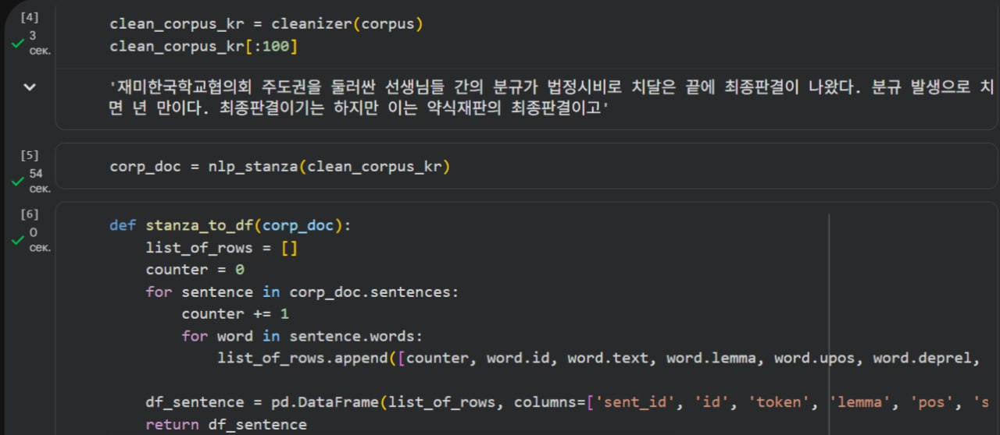 [4]
3
сек.
clean_corpus_kr = cleanizer(corpus)
clean_corpus_kr[:100]
'재미한국학교협의회 주도권을 둘러싼 선생님들 간의 분규가 법정시비로 치달은 끝에 최종판결이 나왔다. 분규 발생으로 치
면 년 만이다. 최종판결이기는 하지만 이는 약식재판의 최종판결이고'
[5]
54
сек.
corp_doc = nlp_stanza(clean_corpus_kr)
[6]
0
сек.
def stanza_to_df(corp_doc):
list_of_rows = []
counter = 0
for sentence in corp_doc.sentences:
counter += 1
for word in sentence.words:
list_of_rows.append([counter, word.id, word.text, word.lemma, word.upos, word.deprel,
df_sentence = pd.DataFrame(list_of_rows, columns=['sent_id', 'id', 'token', 'lemma', 'pos', 's
return df_sentence